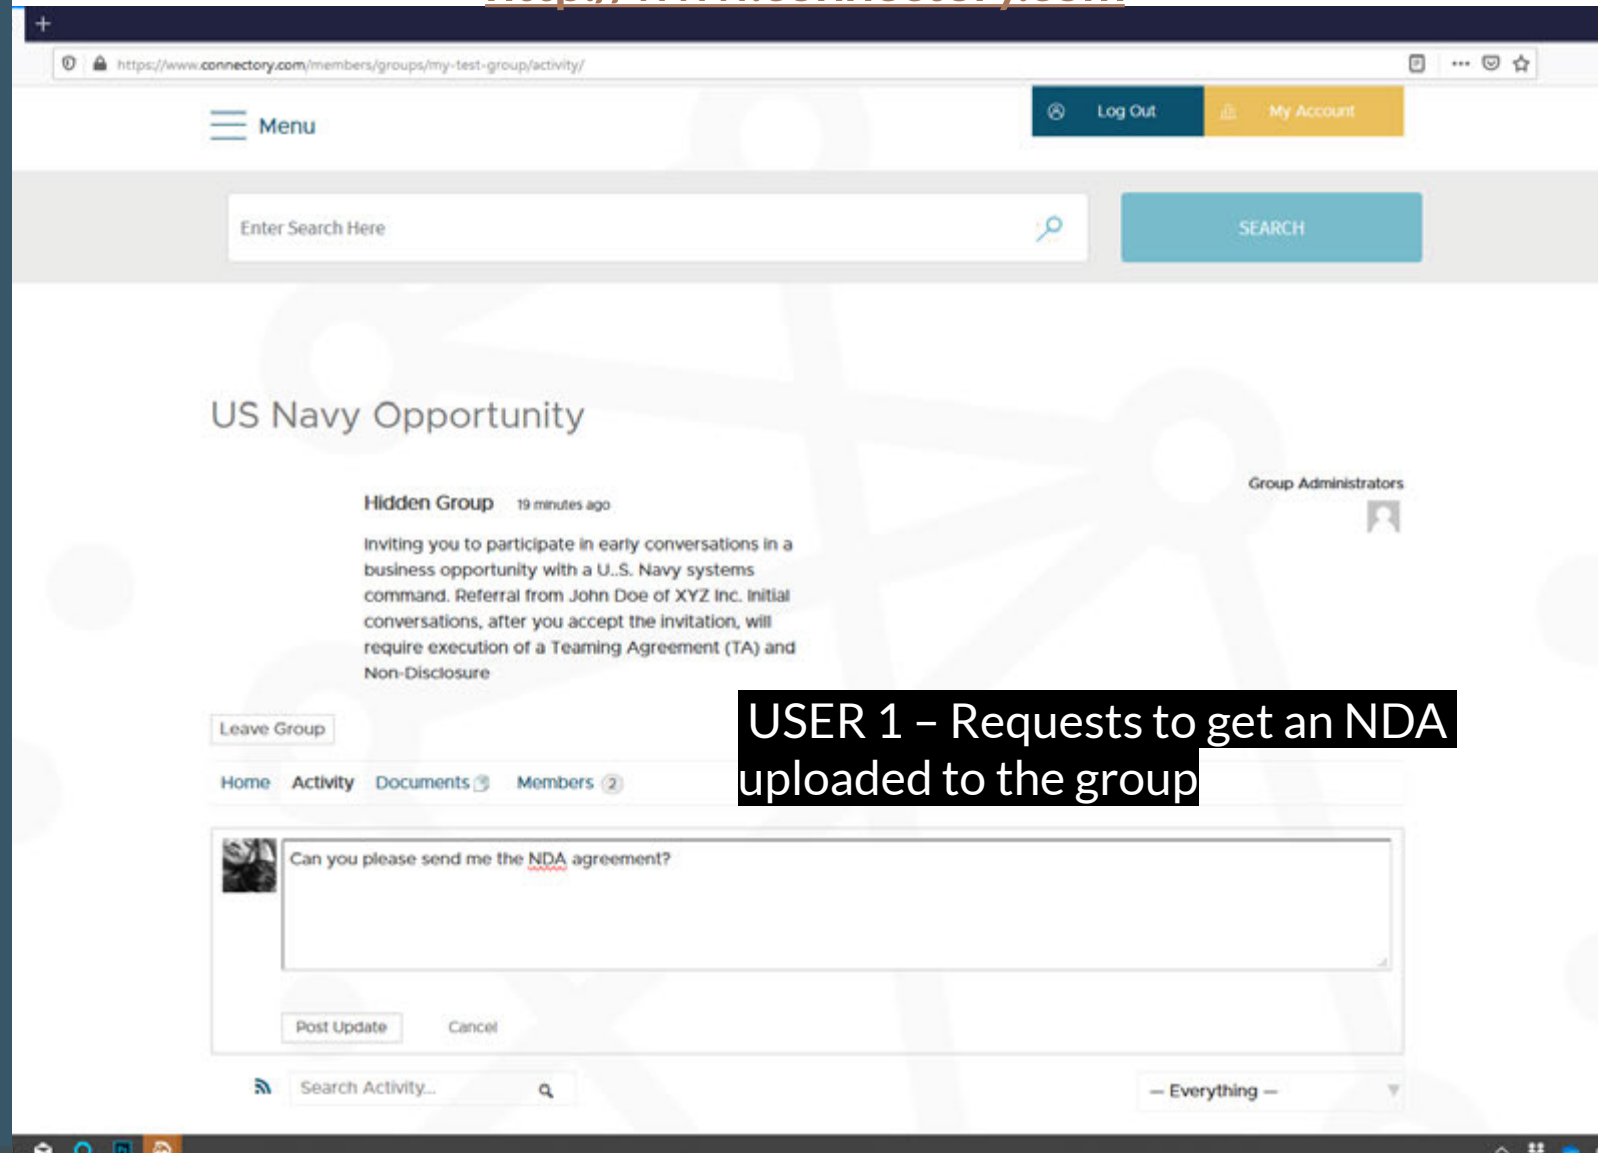 http://www.connectory.com
https://www.connectory.com/members/groups/my-test-group/activity/
Menu
Log Out
My Account
Enter Search Here
SEARCH
US Navy Opportunity
Group Administrators
Hidden Group 19 minutes ago
Inviting you to participate in early conversations in a
business opportunity with a U..S. Navy systems
command. Referral from John Doe of XYZ Inc. Initial
conversations, after you accept the invitation, will
require execution of a Teaming Agreement (TA) and
Non-Disclosure
USER 1 – Requests to get an NDA
uploaded to the group
Leave Group
Home Activity Documents Members 2
Can you please send me the NDA agreement?
Post Update Cancel
Search Activity...
— Everything —